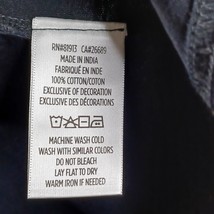 RN#81913 CA#26689
MADE IN INDIA
FABRIQUÉ EN INDE
100% COTTON/COTON
EXCLUSIVE OF DECORATION
EXCLUSIVE DES DÉCORATIONS
MACHINE WASH COLD
WASH WITH SIMILAR COLORS
DO NOT BLEACH
LAY FLAT TO DRY
WARM IRON IF NEEDED